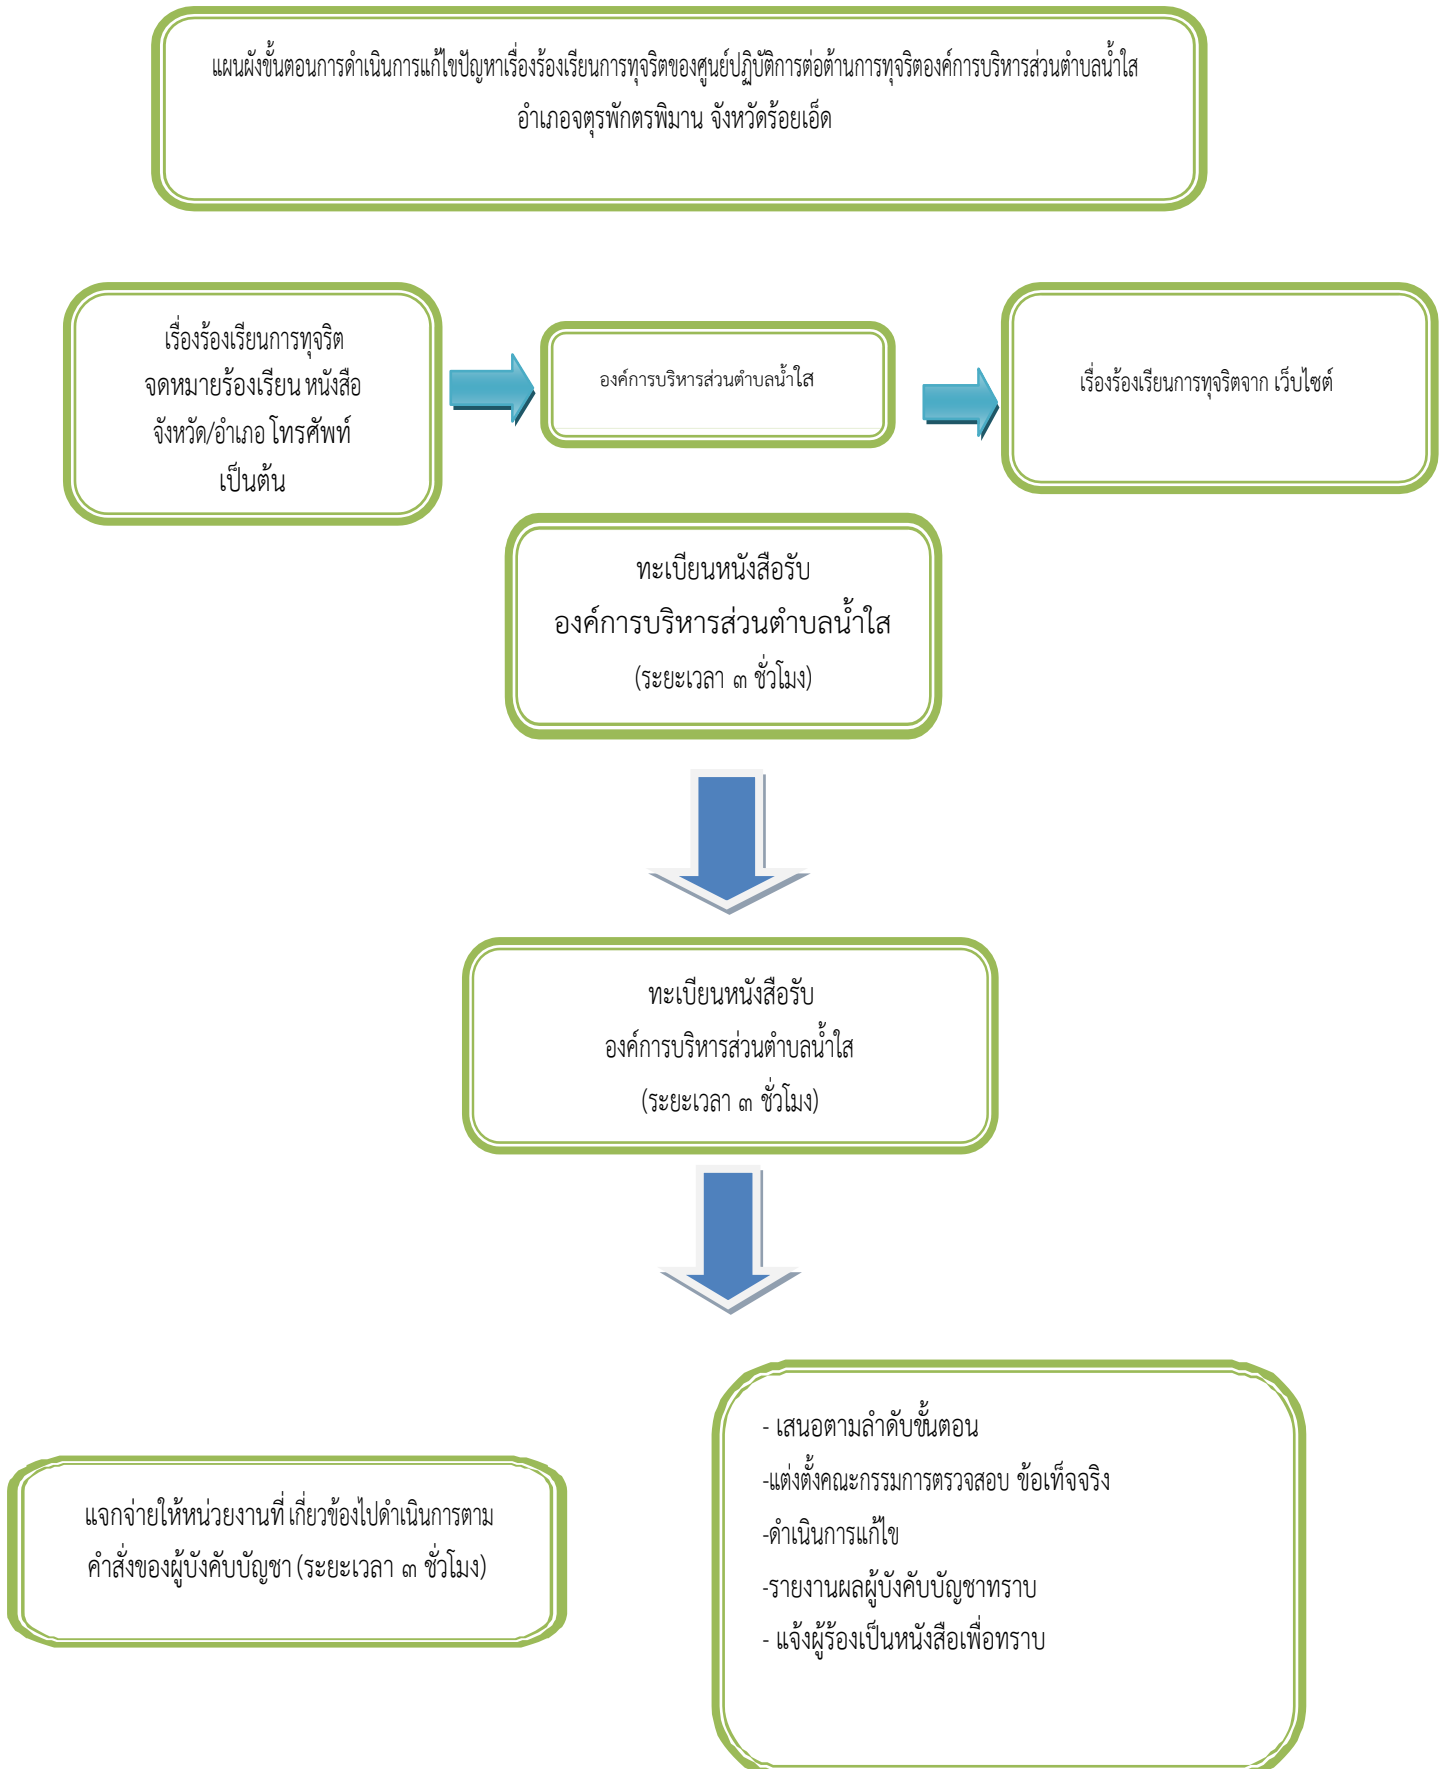 แผนผังขั้นตอนการดำเนินการแก้ไขปัญหาเรื่องร้องเรียนการทุจริตของศูนย์ปฏิบัติการต่อต้านการทุจริตองค์การบริหารส่วนตำบลน้ำใส
อำเภอจตุรพักตรพิมาน จังหวัดร้อยเอ็ด
เรื่องร้องเรียนการทุจริต
จดหมายร้องเรียน หนังสือ
จังหวัด/อำเภอ โทรศัพท์
เป็นต้น
องค์การบริหารส่วนตำบลน้ำใส
เรื่องร้องเรียนการทุจริตจาก เว็บไซต์
ทะเบียนหนังสือรับ
องค์การบริหารส่วนตำบลน้ำใส
(ระยะเวลา ๓ ชั่วโมง)
ทะเบียนหนังสือรับ
องค์การบริหารส่วนตำบลน้ำใส
(ระยะเวลา ๓ ชั่วโมง)
แจกจ่ายให้หน่วยงานที่ เกี่ยวข้องไปดำเนินการตาม
คำสั่งของผู้บังคับบัญชา (ระยะเวลา ๓ ชั่วโมง)
- เสนอตามลำดับขั้นตอน
-แต่งตั้งคณะกรรมการตรวจสอบ ข้อเท็จจริง
-ดำเนินการแก้ไข
-รายงานผลผู้บังคับบัญชาทราบ
- แจ้งผู้ร้องเป็นหนังสือเพื่อทราบ